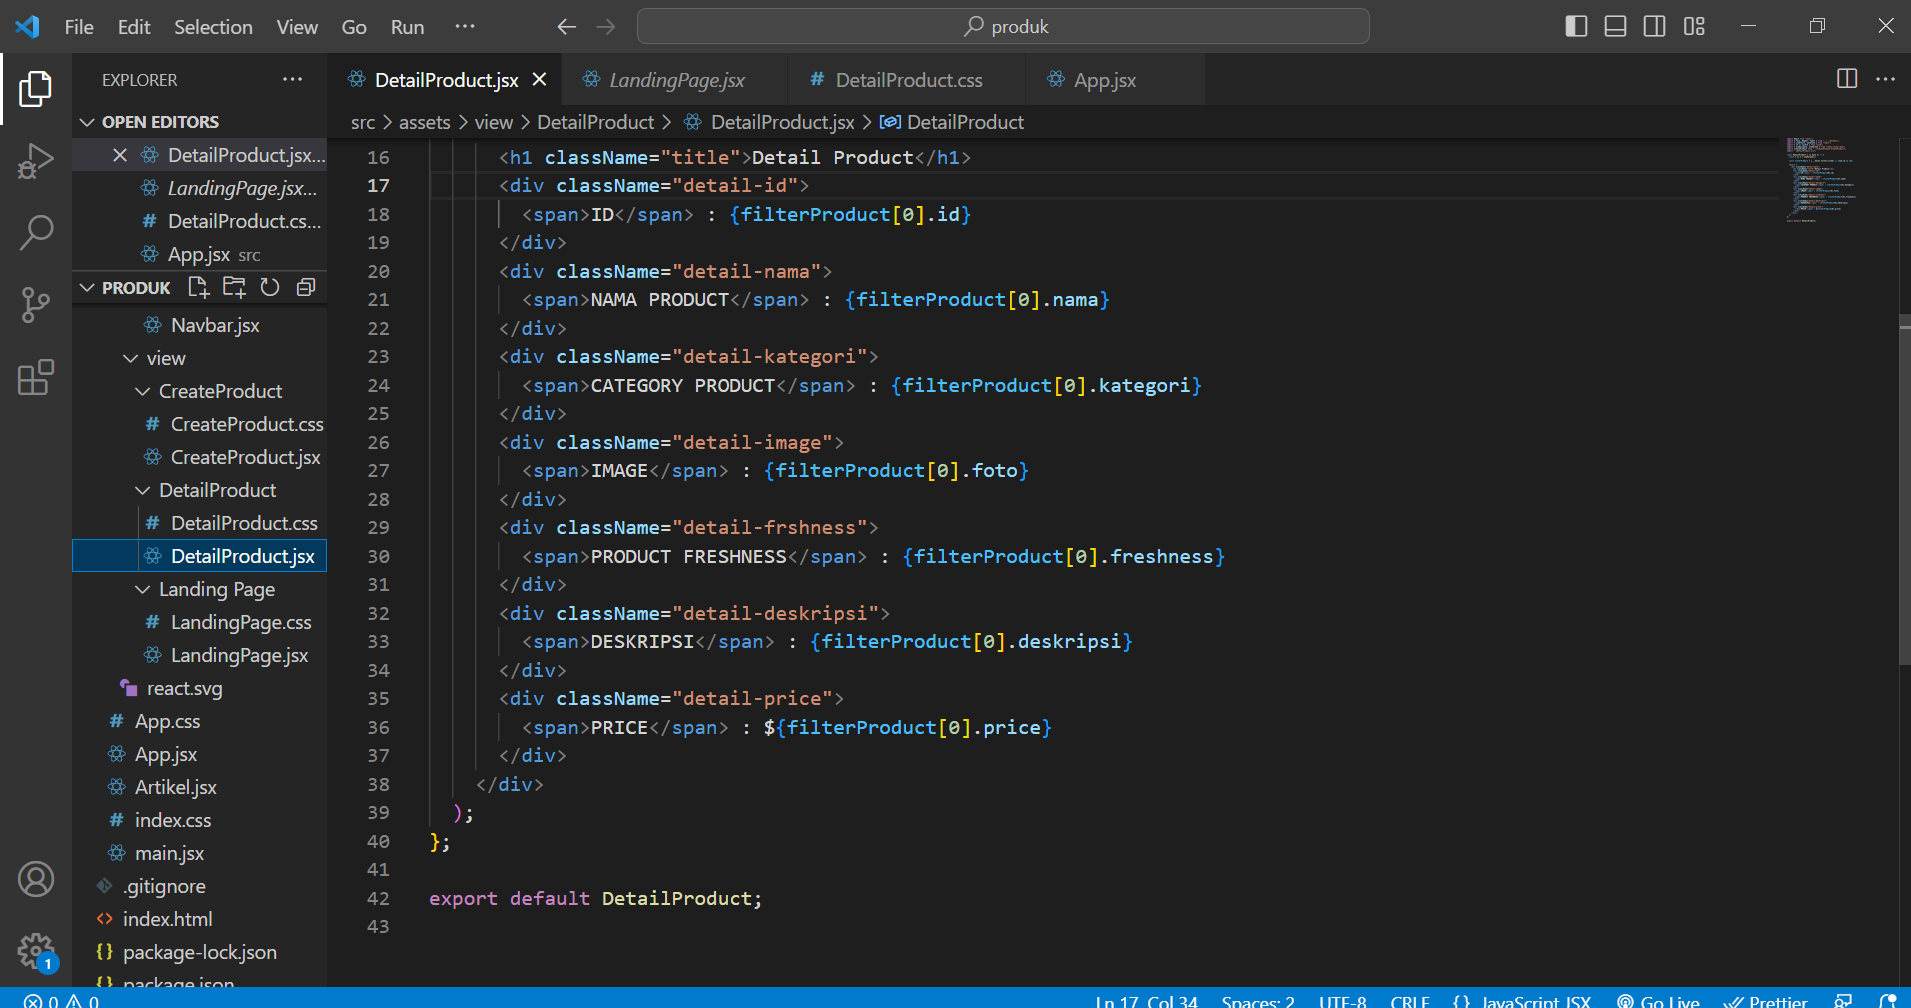 File Edit Selection View Go Run ··· produk
EXPLORER ···
OPEN EDITORS
DetailProduct.jsx...
LandingPage.jsx...
DetailProduct.cs...
App.jsx src
PRODUK
Navbar.jsx
view
CreateProduct
CreateProduct.css
CreateProduct.jsx
DetailProduct
DetailProduct.css
DetailProduct.jsx
Landing Page
LandingPage.css
LandingPage.jsx
react.svg
App.css
App.jsx
Artikel.jsx
index.css
main.jsx
.gitignore
index.html
package-lock.json
package.json
1
DetailProduct.jsx LandingPage.jsx DetailProduct.css App.jsx
src > assets > view > DetailProduct > DetailProduct.jsx > DetailProduct
16 <h1 className="title">Detail Product</h1>
17 <div className="detail-id">
18 <span>ID</span> : {filterProduct[0].id}
19 </div>
20 <div className="detail-nama">
21 <span>NAMA PRODUCT</span> : {filterProduct[0].nama}
22 </div>
23 <div className="detail-kategori">
24 <span>CATEGORY PRODUCT</span> : {filterProduct[0].kategori}
25 </div>
26 <div className="detail-image">
27 <span>IMAGE</span> : {filterProduct[0].foto}
28 </div>
29 <div className="detail-frshness">
30 <span>PRODUCT FRESHNESS</span> : {filterProduct[0].freshness}
31 </div>
32 <div className="detail-deskripsi">
33 <span>DESKRIPSI</span> : {filterProduct[0].deskripsi}
34 </div>
35 <div className="detail-price">
36 <span>PRICE</span> : ${filterProduct[0].price}
37 </div>
38 </div>
39 );
40 };
41
42 export default DetailProduct;
43
0 0 Ln 17, Col 34 Spaces: 2 UTF-8 CRLF {} JavaScript JSX Go Live Prettier